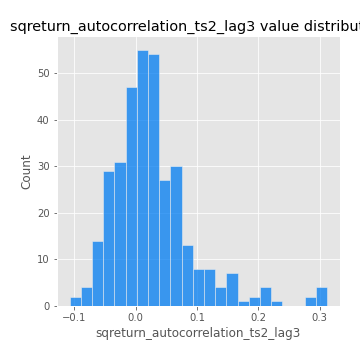 sqreturn_autocorrelation_ts2_lag3 value distribut
50
40
30
20
10
0
Count
−0.1 0.0 0.1 0.2 0.3
sqreturn_autocorrelation_ts2_lag3